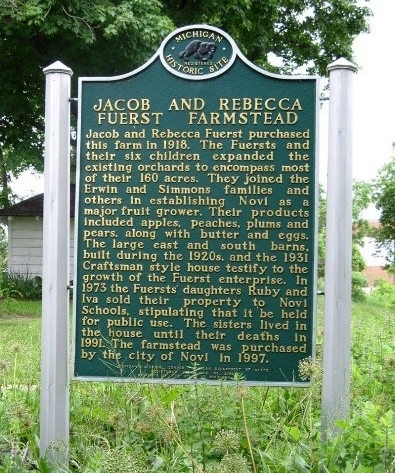 MICHIGAN
REGISTERED
HISTORIC SITE
JACOB AND REBECCA
FUERST FARMSTEAD
Jacob and Rebecca Fuerst purchased
this farm in 1918. The Fuersts and
their six children expanded the
existing orchards to encompass most
of their 160 acres. They joined the
Erwin and Simmons families and
others in establishing Novi as a
major fruit grower. Their products
included apples, peaches, plums and
pears, along with butter and eggs.
The large east and south barns,
built during the 1920s, and the 1931
Craftsman style house testify to the
growth of the Fuerst enterprise. In
1973 the Fuersts' daughters Ruby and
Iva sold their property to Novi
Schools, stipulating that it be held
for public use. The sisters lived in
the house until their deaths in
1991. The farmstead was purchased
by the city of Novi in 1997.